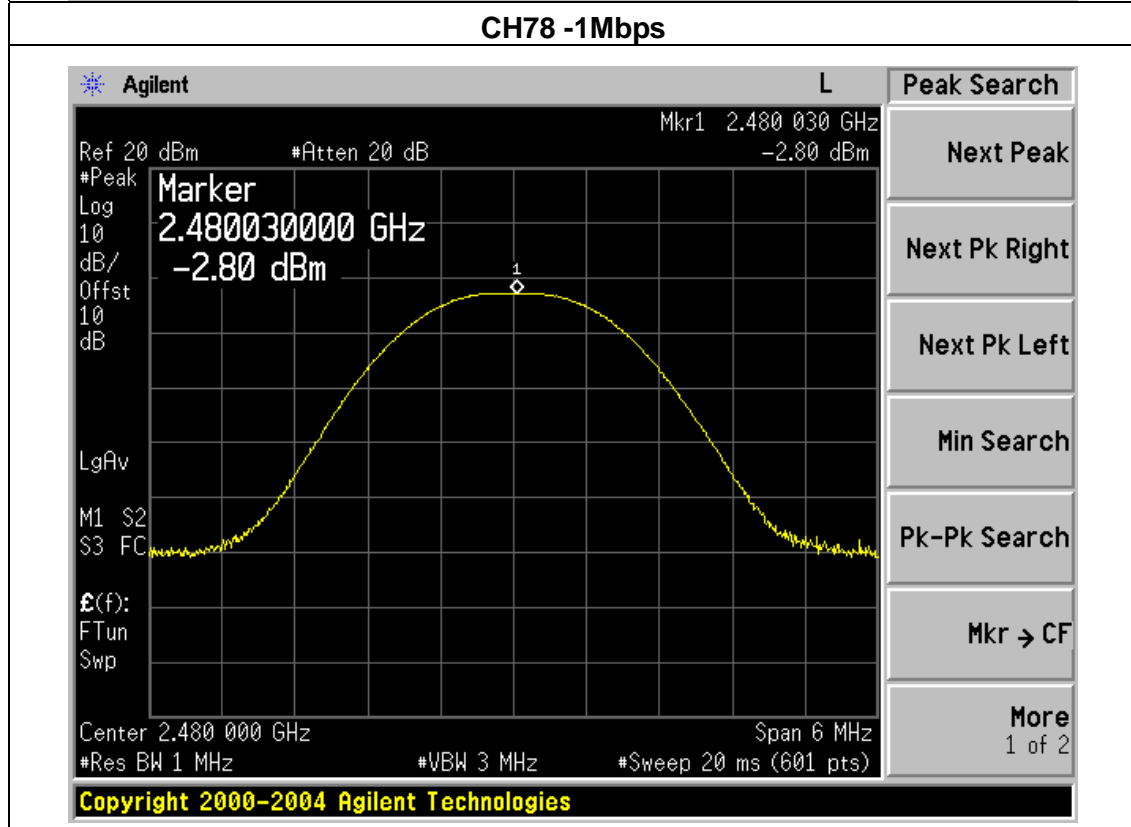 CH78 -1Mbps
Agilent
L
Peak Search
Mkr1 2.480 030 GHz
Ref 20 dBm #Atten 20 dB -2.80 dBm
#Peak
Log
10
dB/
Offst
10
dB
Marker
2.480030000 GHz
-2.80 dBm
1
LgAv
M1 S2
S3 FC
£(f):
FTun
Swp
Center 2.480 000 GHz Span 6 MHz
#Res BW 1 MHz #VBW 3 MHz #Sweep 20 ms (601 pts)
Next Peak
Next Pk Right
Next Pk Left
Min Search
Pk-Pk Search
Mkr → CF
More
1 of 2
Copyright 2000-2004 Agilent Technologies